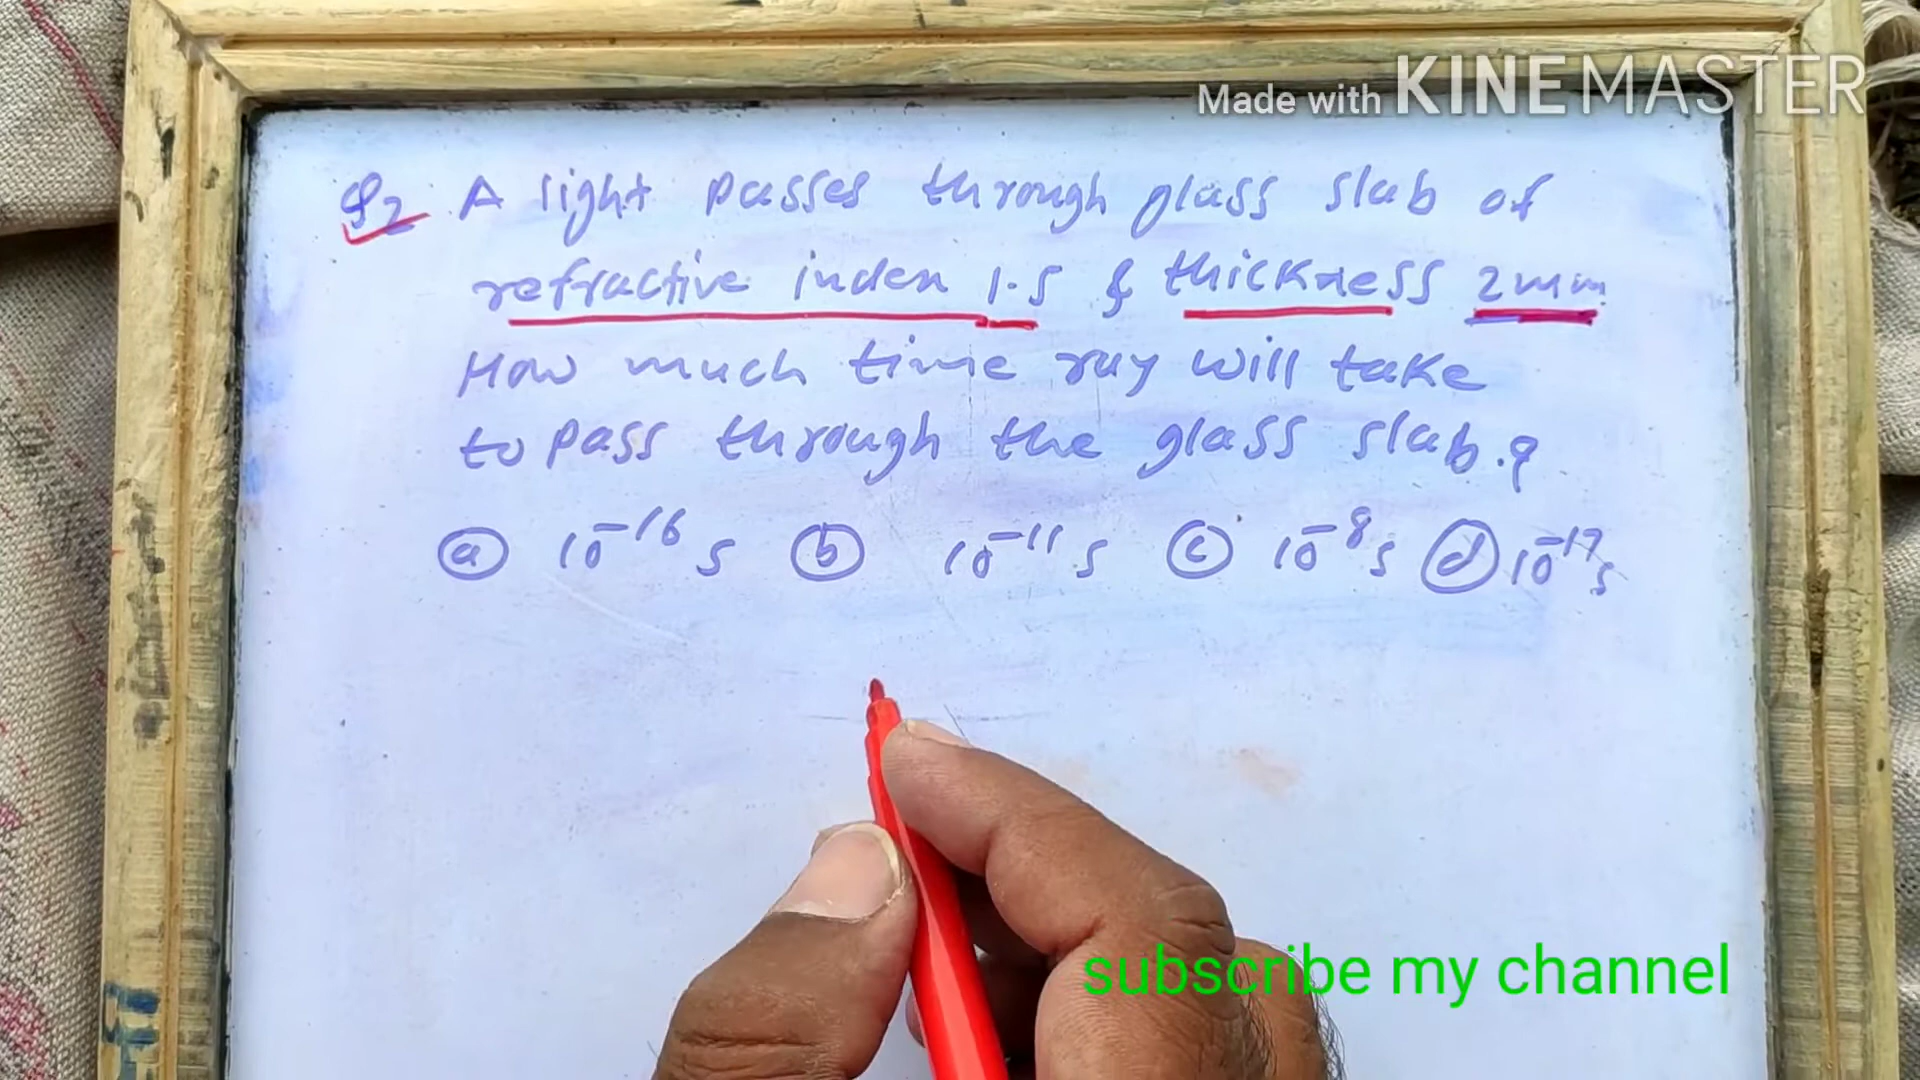 Made with KINEMASTER
Q2 A light passes through glass slab of
refractive index 1.5 & thickness 2mm
How much time ray will take
to pass through the glass slab.?
(a) 10^-16 s (b) 10^-11 s (c) 10^-8 s (d) 10^-17 s
subscribe my channel